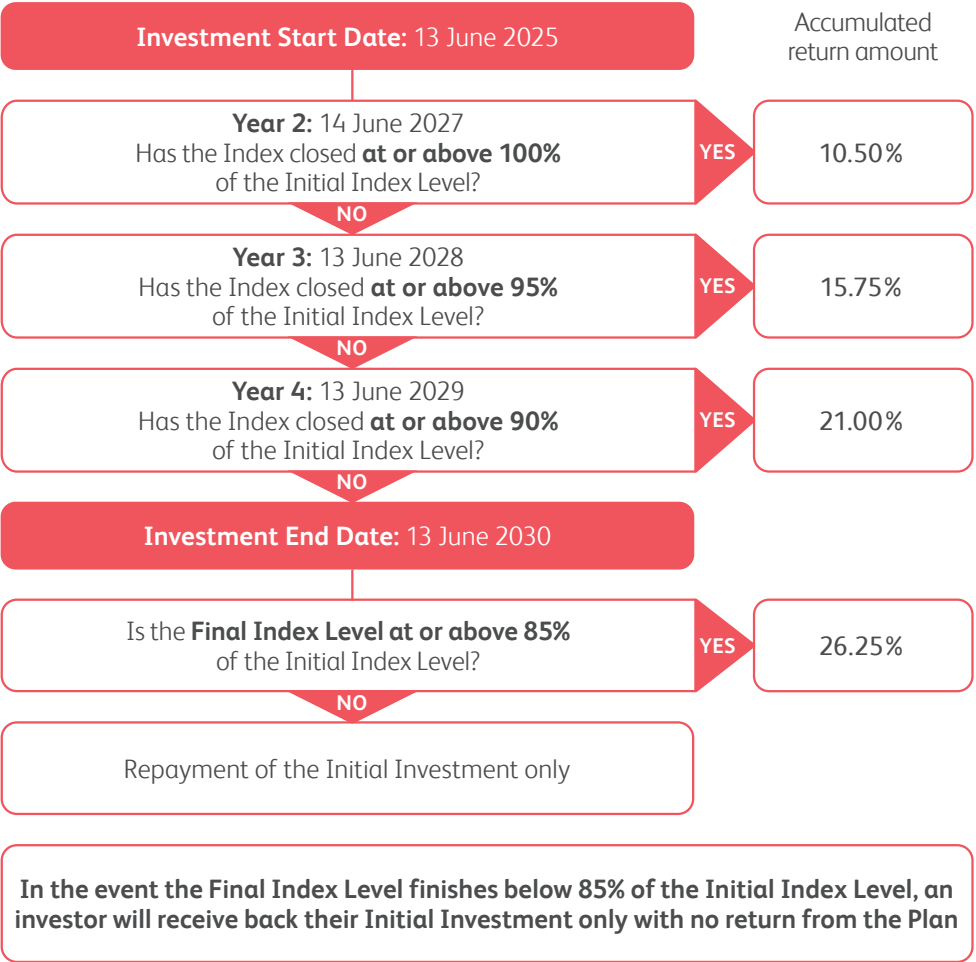 Investment Start Date: 13 June 2025
Accumulated
return amount
Year 2: 14 June 2027
Has the Index closed at or above 100%
of the Initial Index Level?
YES
10.50%
NO
Year 3: 13 June 2028
Has the Index closed at or above 95%
of the Initial Index Level?
YES
15.75%
NO
Year 4: 13 June 2029
Has the Index closed at or above 90%
of the Initial Index Level?
YES
21.00%
NO
Investment End Date: 13 June 2030
Is the Final Index Level at or above 85%
of the Initial Index Level?
YES
26.25%
NO
Repayment of the Initial Investment only
In the event the Final Index Level finishes below 85% of the Initial Index Level, an
investor will receive back their Initial Investment only with no return from the Plan